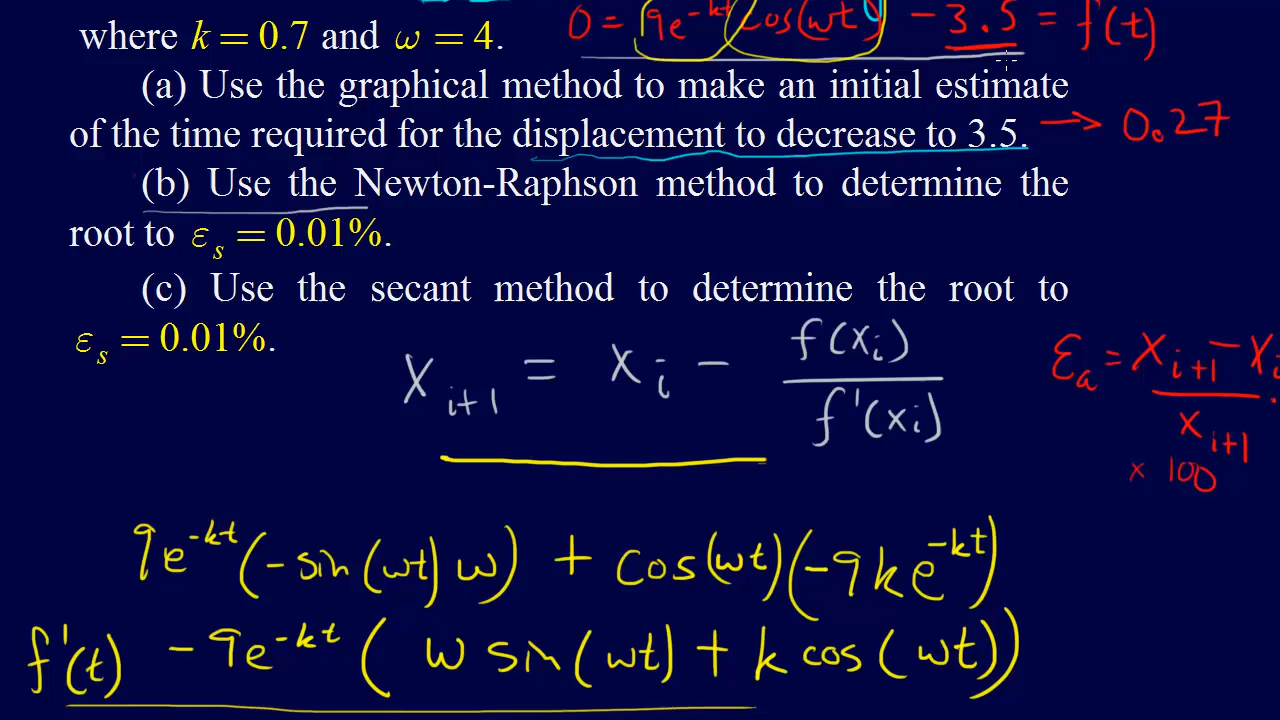 where k = 0.7 and ω = 4.
0 = 9e^-kt cos(ωt) - 3.5 = f(t)
(a) Use the graphical method to make an initial estimate
of the time required for the displacement to decrease to 3.5. → 0.27
(b) Use the Newton-Raphson method to determine the
root to ε_s = 0.01%.
(c) Use the secant method to determine the root to
ε_s = 0.01%.
x_i+1 = x_i - f(x_i) / f'(x_i)
ε_a = x_i+1 - x_i / x_i+1
× 100
9e^-kt (-sin(ωt) ω) + cos(ωt)(-9ke^-kt)
f'(t) -9e^-kt ( ω sin(ωt) + k cos(ωt))